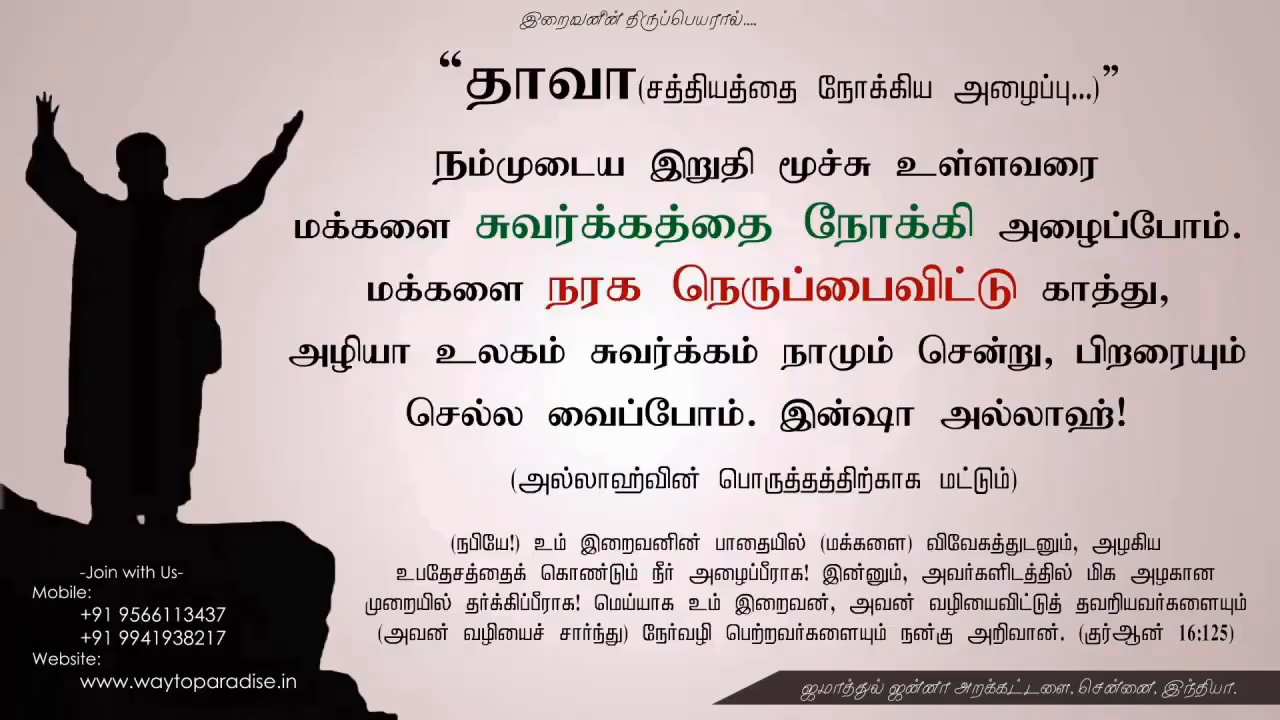 இறைவனின் திருப்பெயரால்....
“தாவா(சத்தியத்தை நோக்கிய அழைப்பு...)”
நம்முடைய இறுதி மூச்சு உள்ளவரை
மக்களை சுவர்க்கத்தை நோக்கி அழைப்போம்.
மக்களை நரக நெருப்பைவிட்டு காத்து,
அழியா உலகம் சுவர்க்கம் நாமும் சென்று, பிறரையும்
செல்ல வைப்போம். இன்ஷா அல்லாஹ்!
(அல்லாஹ்வின் பொருத்தத்திற்காக மட்டும்)
(நபியே!) உம் இறைவனின் பாதையில் (மக்களை) விவேகத்துடனும், அழகிய
உபதேசத்தைக் கொண்டும் நீர் அழைப்பீராக! இன்னும், அவர்களிடத்தில் மிக அழகான
முறையில் தர்க்கிப்பீராக! மெய்யாக உம் இறைவன், அவன் வழியைவிட்டுத் தவறியவர்களையும்
(அவன் வழியைச் சார்ந்து) நேர்வழி பெற்றவர்களையும் நன்கு அறிவான். (குர்ஆன் 16:125)
-Join with Us-
Mobile:
+91 9566113437
+91 9941938217
Website:
www.waytoparadise.in
ஜமாத்துல் ஜன்னா அறக்கட்டளை, சென்னை, இந்தியா.